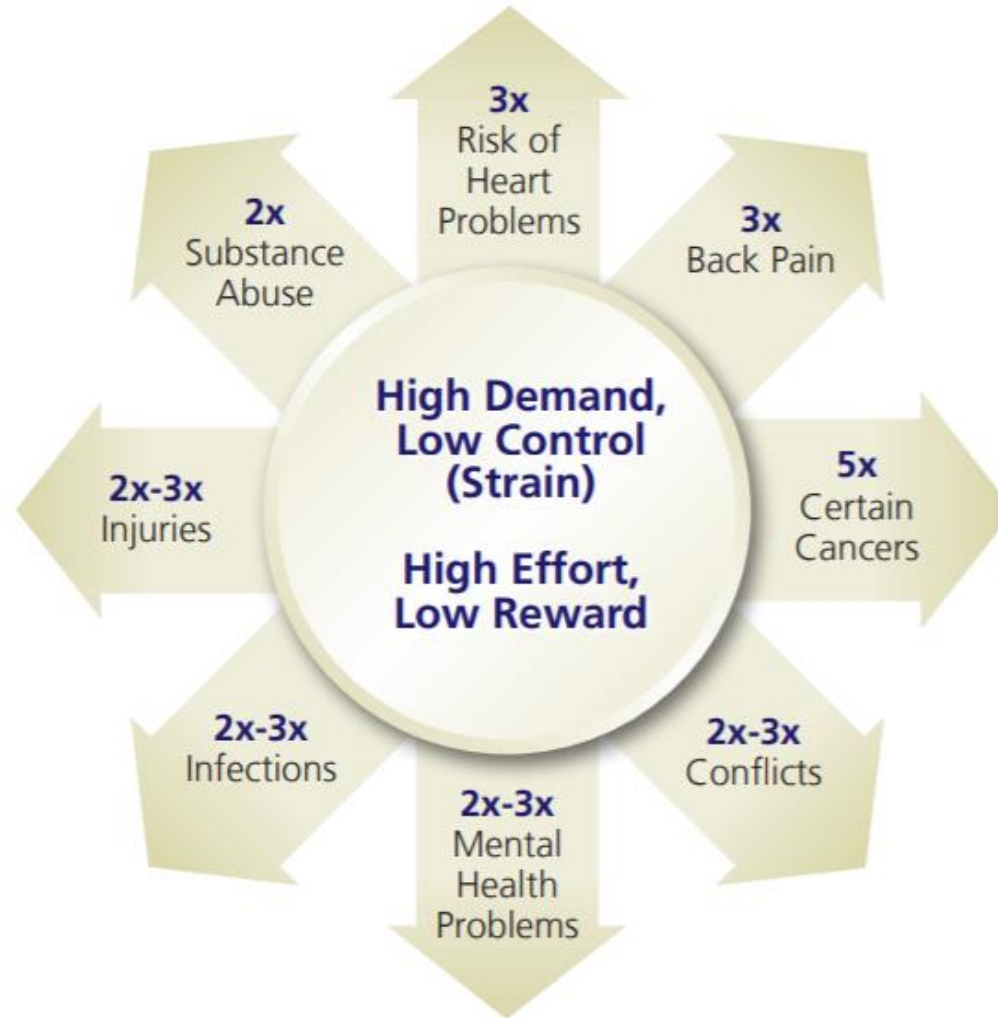 3x
Risk of
Heart
Problems
3x
Back Pain
5x
Certain
Cancers
2x-3x
Conflicts
2x-3x
Mental
Health
Problems
2x-3x
Infections
2x-3x
Injuries
2x
Substance
Abuse
High Demand,
Low Control
(Strain)
High Effort,
Low Reward